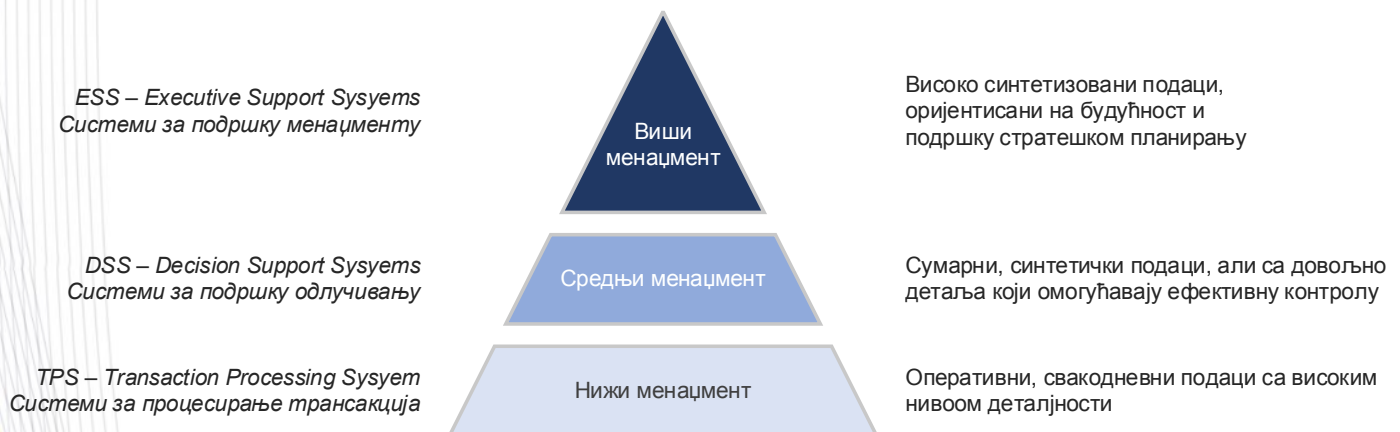 ESS – Executive Support Sysyems
Системи за подршку менаџменту
Виши
менаџмент
Високо синтетизовани подаци,
оријентисани на будућност и
подршку стратешком планирању
DSS – Decision Support Sysyems
Системи за подршку одлучивању
Средњи менаџмент
Сумарни, синтетички подаци, али са довољно
детаља који омогућавају ефективну контролу
TPS – Transaction Processing Sysyem
Системи за процесирање трансакција
Нижи менаџмент
Оперативни, свакодневни подаци са високим
нивоом деталјности